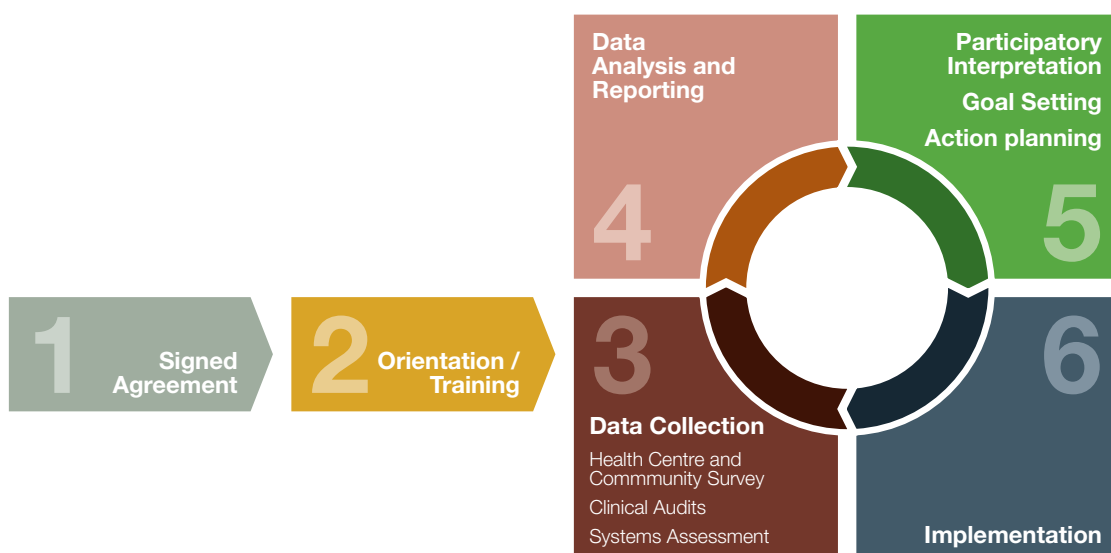 1
Signed
Agreement
2
Orientation /
Training
3
Data Collection
Health Centre and
Commmunity Survey
Clinical Audits
Systems Assessment
4
Data
Analysis and
Reporting
5
Participatory
Interpretation
Goal Setting
Action planning
6
Implementation